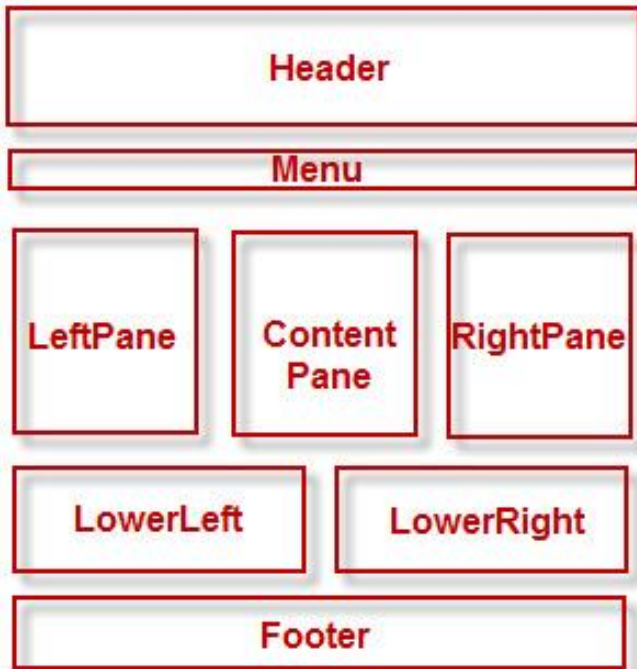 Header
Menu
LeftPane
Content
Pane
RightPane
LowerLeft
LowerRight
Footer